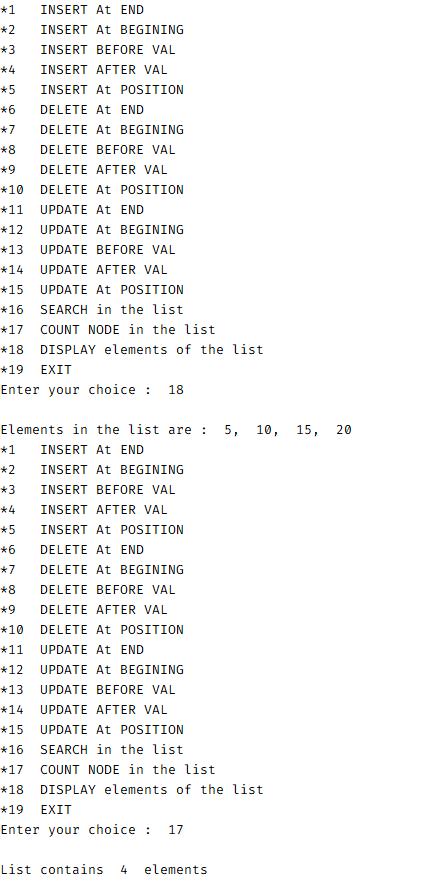 *1   INSERT At END
*2   INSERT At BEGINING
*3   INSERT BEFORE VAL
*4   INSERT AFTER VAL
*5   INSERT At POSITION
*6   DELETE At END
*7   DELETE At BEGINING
*8   DELETE BEFORE VAL
*9   DELETE AFTER VAL
*10  DELETE At POSITION
*11  UPDATE At END
*12  UPDATE At BEGINING
*13  UPDATE BEFORE VAL
*14  UPDATE AFTER VAL
*15  UPDATE At POSITION
*16  SEARCH in the list
*17  COUNT NODE in the list
*18  DISPLAY elements of the list
*19  EXIT
Enter your choice :  18
Elements in the list are :  5,  10,  15,  20
*1   INSERT At END
*2   INSERT At BEGINING
*3   INSERT BEFORE VAL
*4   INSERT AFTER VAL
*5   INSERT At POSITION
*6   DELETE At END
*7   DELETE At BEGINING
*8   DELETE BEFORE VAL
*9   DELETE AFTER VAL
*10  DELETE At POSITION
*11  UPDATE At END
*12  UPDATE At BEGINING
*13  UPDATE BEFORE VAL
*14  UPDATE AFTER VAL
*15  UPDATE At POSITION
*16  SEARCH in the list
*17  COUNT NODE in the list
*18  DISPLAY elements of the list
*19  EXIT
Enter your choice :  17
List contains  4  elements